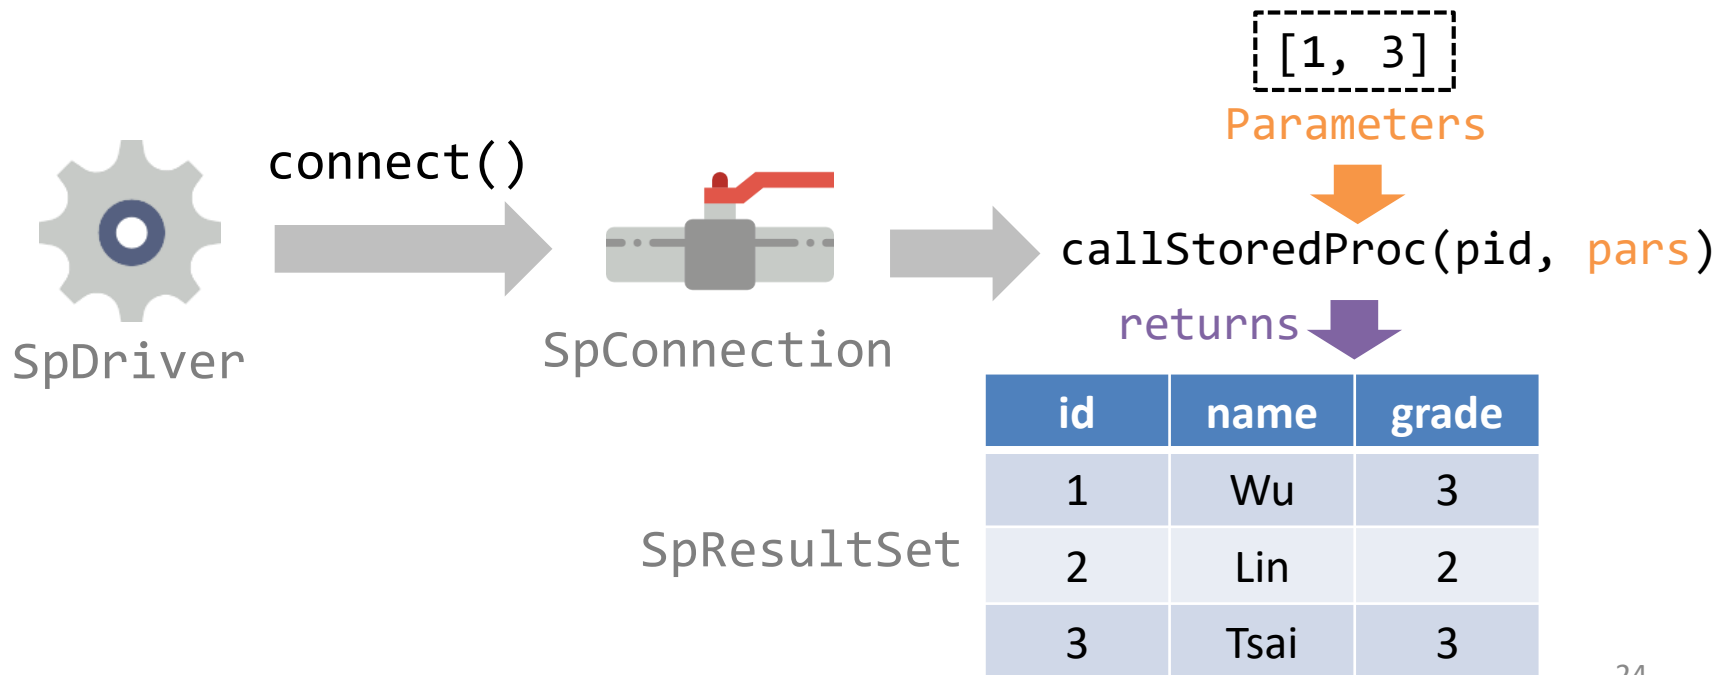 [1, 3]
Parameters
connect()
callStoredProc(pid, pars)
returns
SpDriver
SpConnection
id name grade
1 Wu 3
SpResultSet
2 Lin 2
3 Tsai 3
24